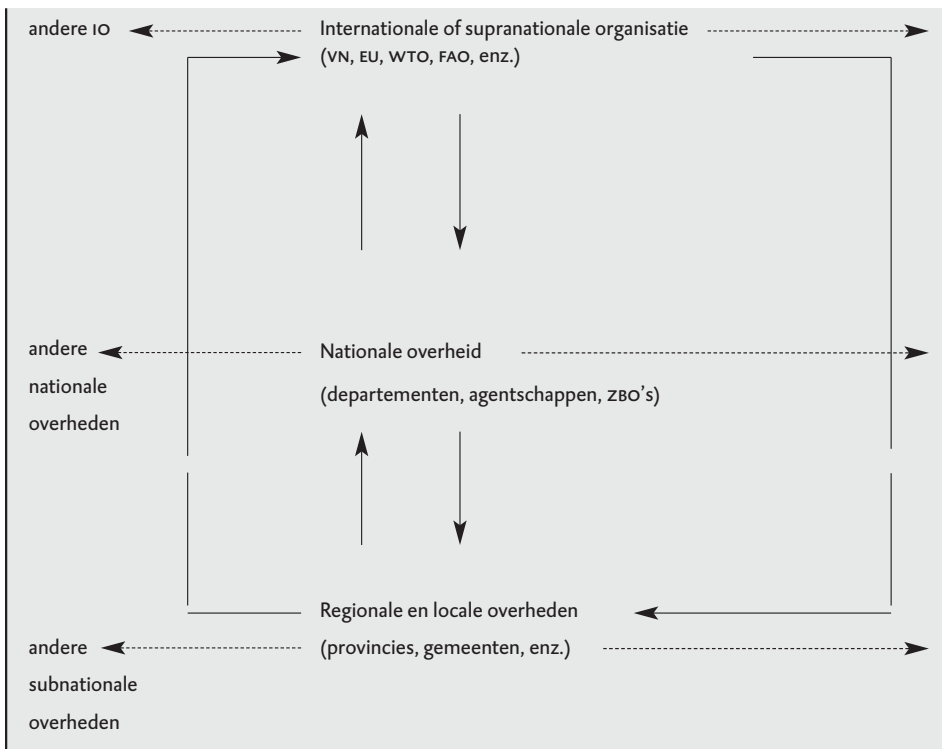 andere IO
Internationale of supranationale organisatie
(VN, EU, WTO, FAO, enz.)
andere
nationale
overheden
Nationale overheid
(departementen, agentschappen, ZBO's)
Regionale en locale overheden
(provincies, gemeenten, enz.)
andere
subnationale
overheden